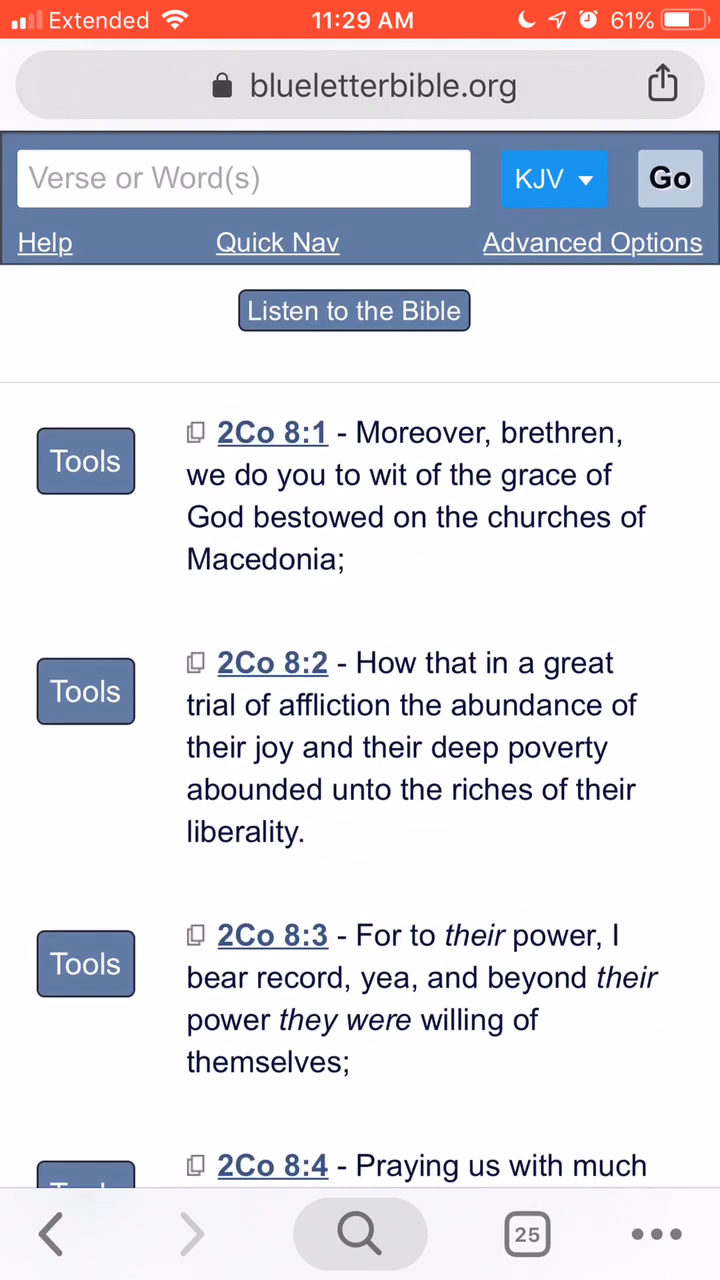 Extended 11:29 AM 61%
blueletterbible.org
Verse or Word(s) KJV Go
Help Quick Nav Advanced Options
Listen to the Bible
Tools
2Co 8:1 - Moreover, brethren,
we do you to wit of the grace of
God bestowed on the churches of
Macedonia;
Tools
2Co 8:2 - How that in a great
trial of affliction the abundance of
their joy and their deep poverty
abounded unto the riches of their
liberality.
Tools
2Co 8:3 - For to their power, I
bear record, yea, and beyond their
power they were willing of
themselves;
2Co 8:4 - Praying us with much
25